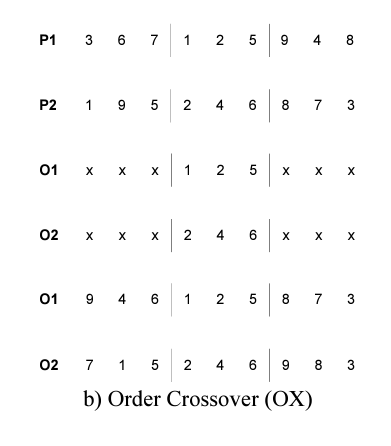 P1 3 6 7 1 2 5 9 4 8
P2 1 9 5 2 4 6 8 7 3
O1 x x x 1 2 5 x x x
O2 x x x 2 4 6 x x x
O1 9 4 6 1 2 5 8 7 3
O2 7 1 5 2 4 6 9 8 3
b) Order Crossover (OX)